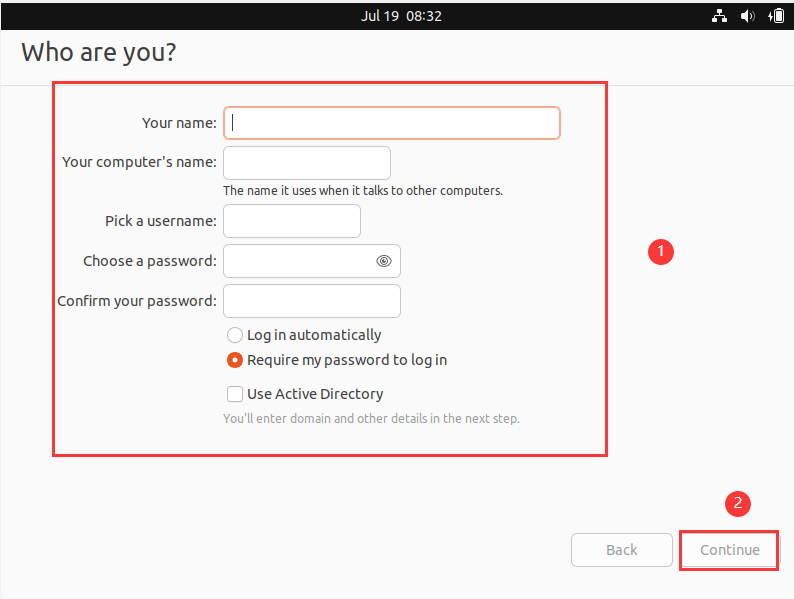 Jul 19 08:32
Who are you?
Your name:
Your computer's name:
The name it uses when it talks to other computers.
Pick a username:
Choose a password:
Confirm your password:
Log in automatically
Require my password to log in
Use Active Directory
You'll enter domain and other details in the next step.
1
2
Back
Continue